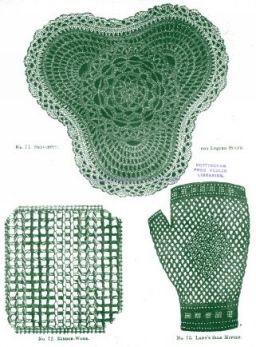 No. 71.
FOR LIQUEUR STAND.
NOTTINGHAM
FREE PUBLIC
LIBRARIES.
No. 72. RIBBON-WORK.
No. 73. LADY'S SILK MITTEN.